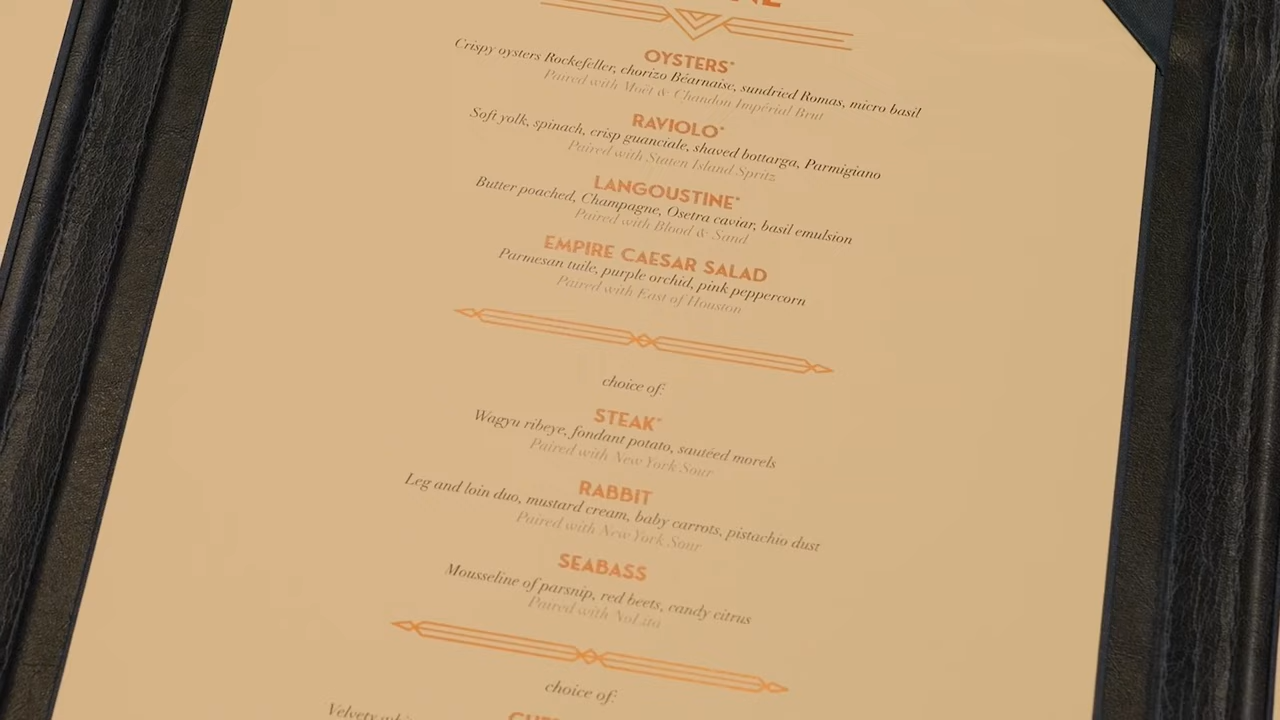 OYSTERS*
Crispy oysters Rockefeller, chorizo Béarnaise, sundried Romas, micro basil
Paired with Moët & Chandon Impérial Brut
RAVIOLO*
Soft yolk, spinach, crisp guanciale, shaved bottarga, Parmigiano
Paired with Staten Island Spritz
LANGOUSTINE*
Butter poached, Champagne, Osetra caviar, basil emulsion
Paired with Blood & Sand
EMPIRE CAESAR SALAD
Parmesan tuile, purple orchid, pink peppercorn
Paired with East of Houston
choice of:
STEAK*
Wagyu ribeye, fondant potato, sautéed morels
Paired with New York Sour
RABBIT
Leg and loin duo, mustard cream, baby carrots, pistachio dust
Paired with New York Sour
SEABASS
Mousseline of parsnip, red beets, candy citrus
Paired with NoLita
choice of:
Velvety